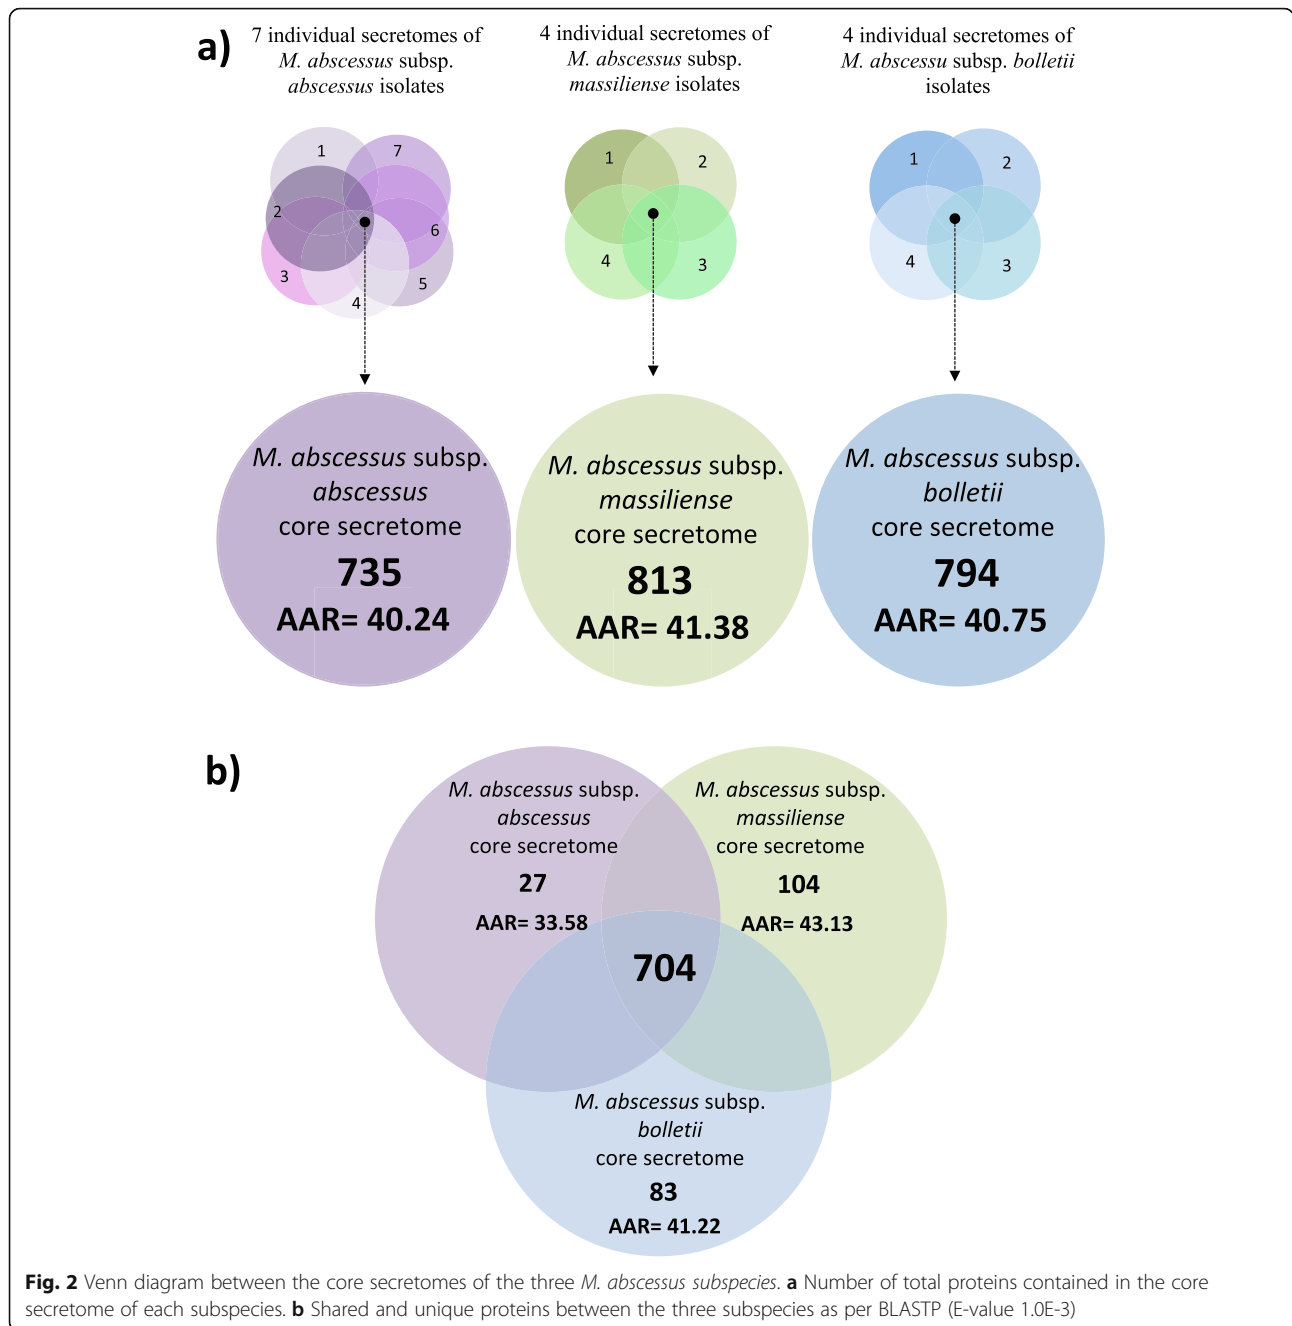 a)
7 individual secretomes of
M. abscessus subsp.
abscessus isolates
4 individual secretomes of
M. abscessus subsp.
massiliense isolates
4 individual secretomes of
M. abscessu subsp. bolletii
isolates
1
7
2
6
3
5
4
1
2
4
3
1
2
4
3
M. abscessus subsp.
abscessus
core secretome
735
AAR= 40.24
M. abscessus subsp.
massiliense
core secretome
813
AAR= 41.38
M. abscessus subsp.
bolletii
core secretome
794
AAR= 40.75
b)
M. abscessus subsp.
abscessus
core secretome
27
AAR= 33.58
M. abscessus subsp.
massiliense
core secretome
104
AAR= 43.13
704
M. abscessus subsp.
bolletii
core secretome
83
AAR= 41.22
Fig. 2 Venn diagram between the core secretomes of the three M. abscessus subspecies. a Number of total proteins contained in the core
secretome of each subspecies. b Shared and unique proteins between the three subspecies as per BLASTP (E-value 1.0E-3)